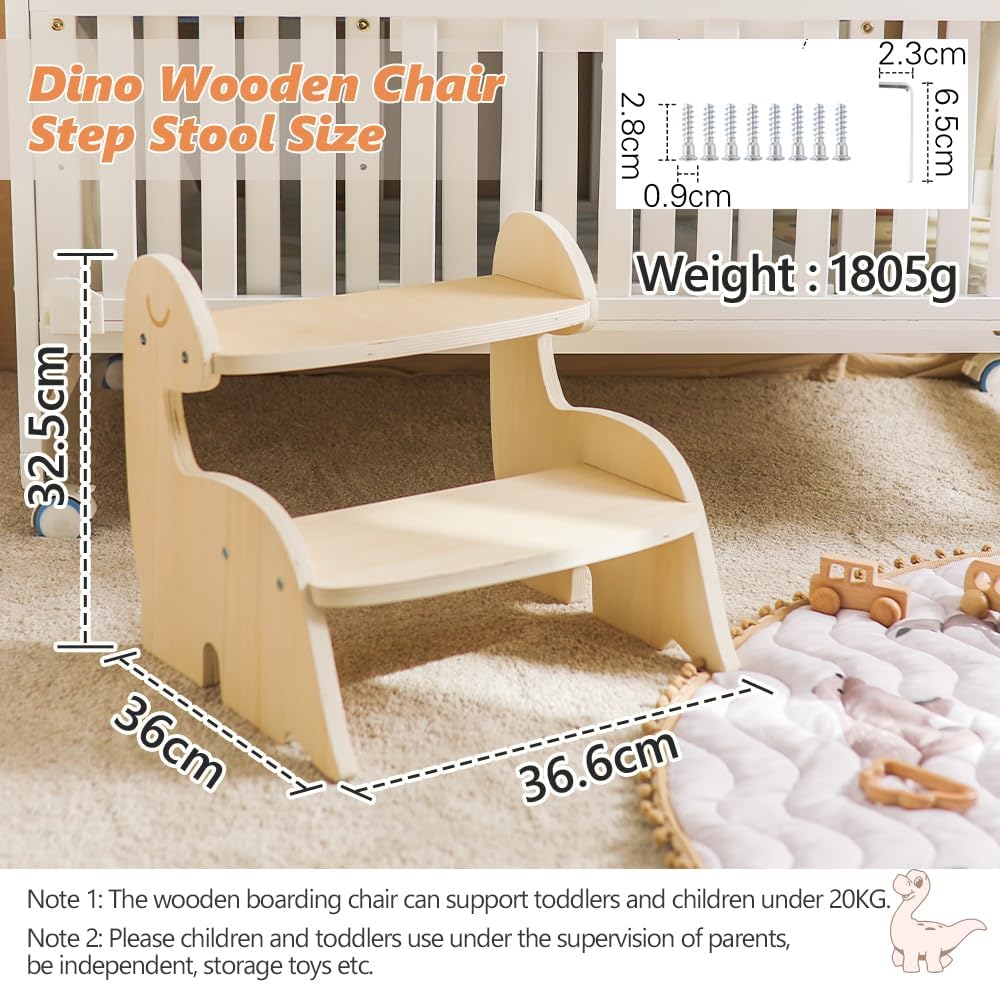 Dino Wooden Chair
Step Stool Size
2.3cm
2.8cm
6.5cm
0.9cm
Weight : 1805g
32.5cm
36cm
36.6cm
Note 1: The wooden boarding chair can support toddlers and children under 20KG.
Note 2: Please children and toddlers use under the supervision of parents,
be independent, storage toys etc.